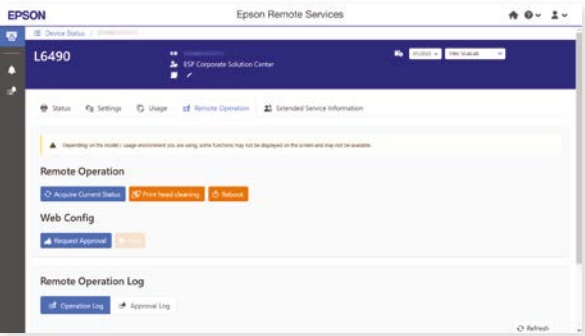 EPSON
Epson Remote Services
Device Status /
L6490
ESP Corporate Solution Center
Status
Settings
Usage
Remote Operation
Extended Service Information
Depending on the model / usage environment you are using, some functions may not be displayed on the screen and may not be available.
Remote Operation
Acquire Current Status
Print head cleaning
Reboot
Web Config
Request Approval
Remote Operation Log
Operation Log
Approval Log
Refresh